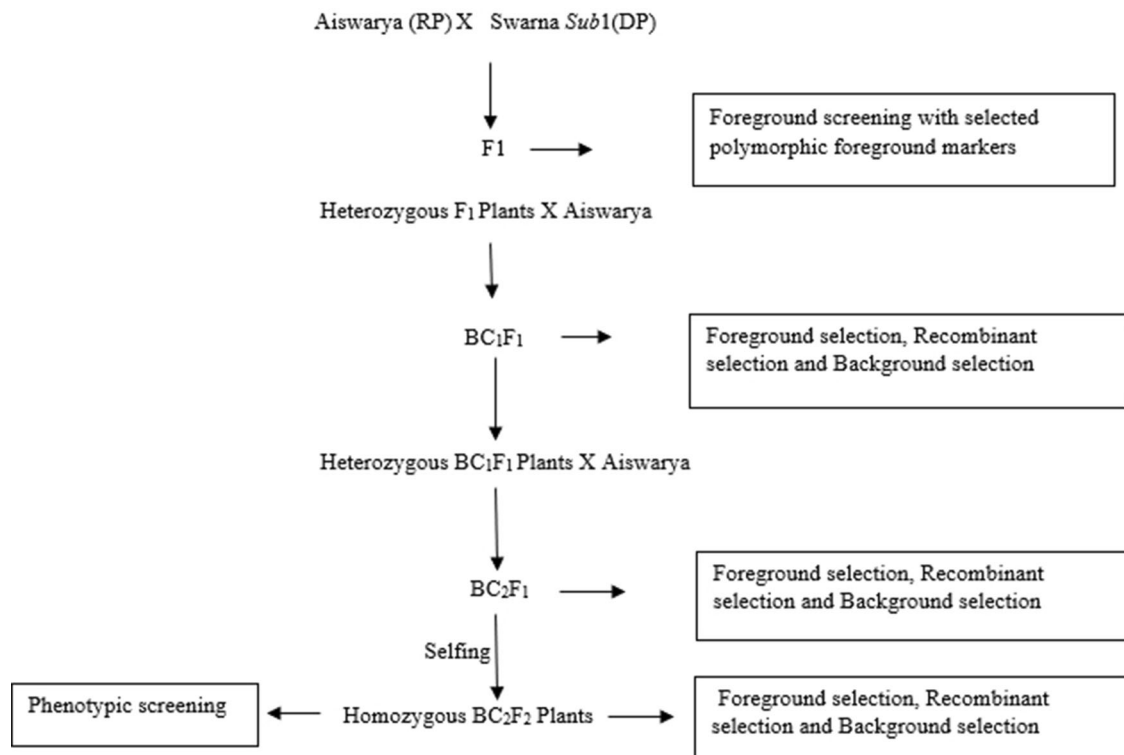 Aiswarya (RP) X Swarna Sub1(DP)
F1
Foreground screening with selected
polymorphic foreground markers
Heterozygous F₁ Plants X Aiswarya
BC₁F₁
Foreground selection, Recombinant
selection and Background selection
Heterozygous BC₁F₁ Plants X Aiswarya
BC₂F₁
Foreground selection, Recombinant
selection and Background selection
Selfing
Phenotypic screening
Homozygous BC₂F₂ Plants
Foreground selection, Recombinant
selection and Background selection